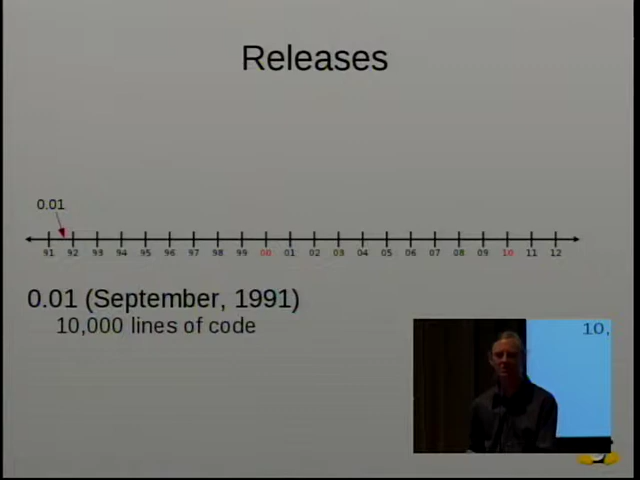 Releases
0.01
91 92 93 94 95 96 97 98 99 00 01 02 03 04 05 06 07 08 09 10 11 12
0.01 (September, 1991)
10,000 lines of code
10,